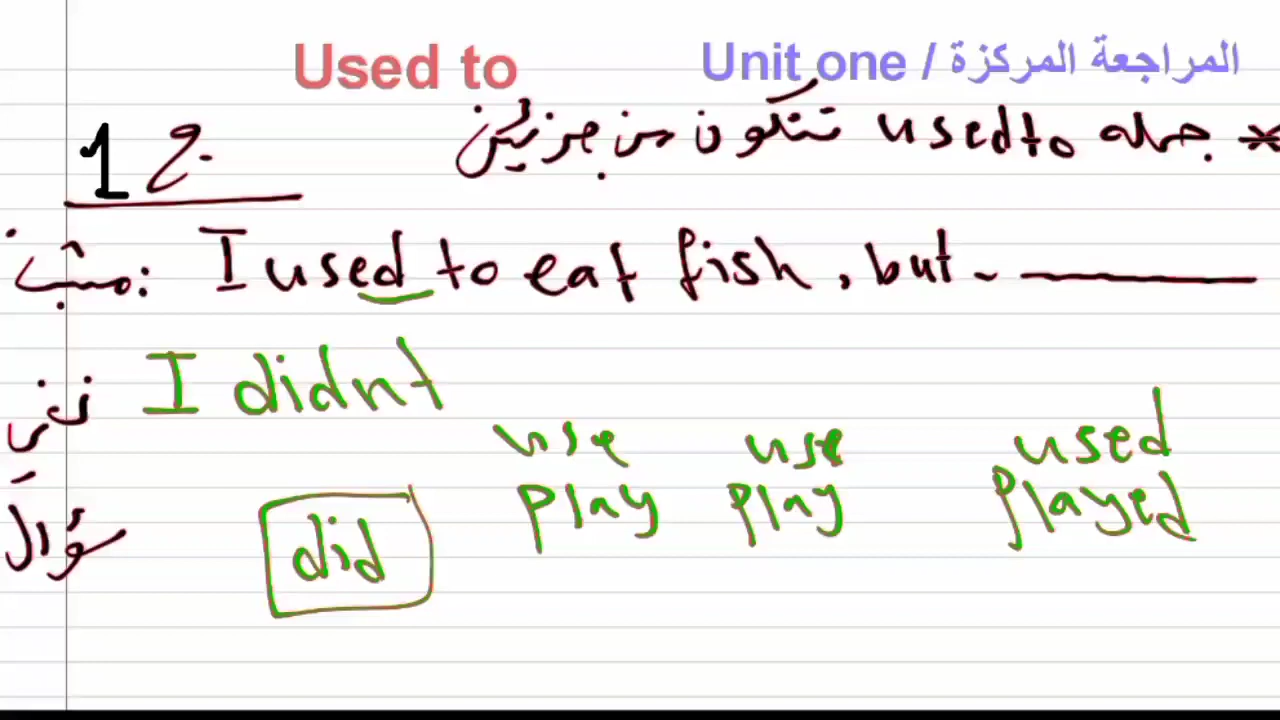 Used to
Unit one / المراجعة المركزة
* جمله used to تتكون من جزئين
1 ج
مثبت: I used to eat fish, but
نفي I didnt
use use used
play play played
سؤال did